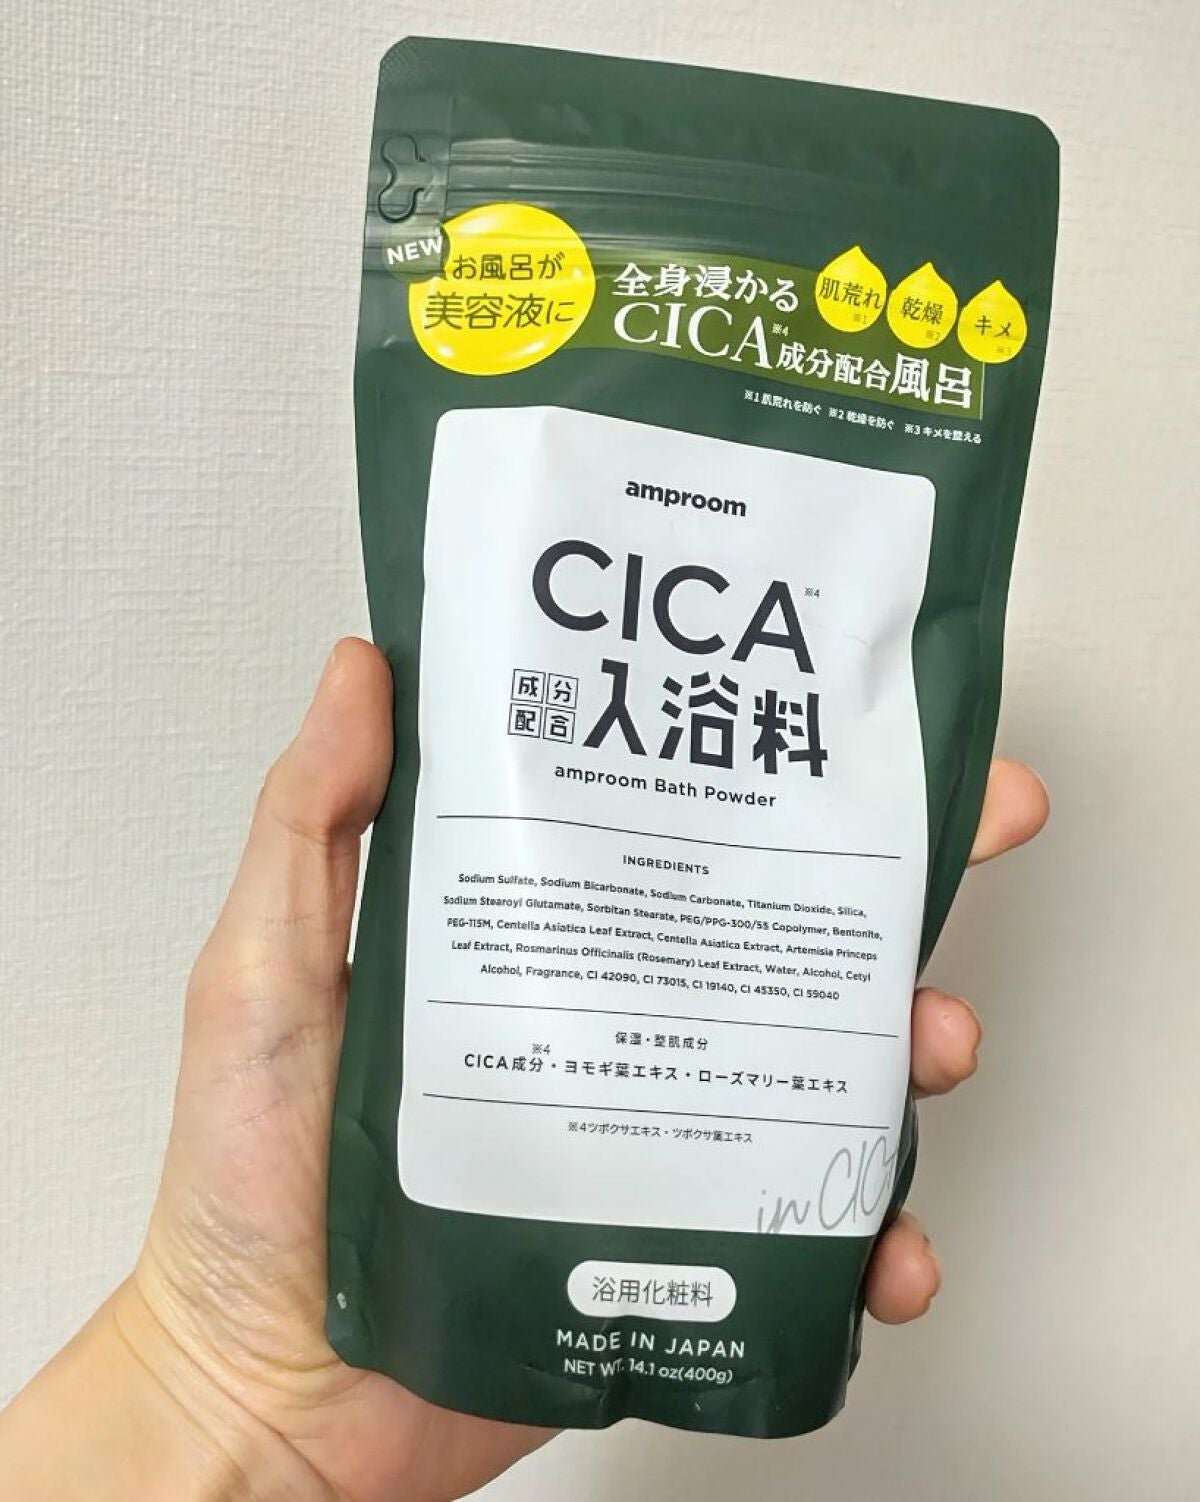 NEW
お風呂が
美容液に
全身浸かる
CICA※4成分配合風呂
肌荒れ※1
乾燥※2
キメ※3
※1 肌荒れを防ぐ ※2 乾燥を防ぐ ※3 キメを整える
amproom
CICA※4
成分
配合
入浴料
amproom Bath Powder
INGREDIENTS
Sodium Sulfate, Sodium Bicarbonate, Sodium Carbonate, Titanium Dioxide, Silica,
Sodium Stearoyl Glutamate, Sorbitan Stearate, PEG/PPG-300/55 Copolymer, Bentonite,
PEG-115M, Centella Asiatica Leaf Extract, Centella Asiatica Extract, Artemisia Princeps
Leaf Extract, Rosmarinus Officinalis (Rosemary) Leaf Extract, Water, Alcohol, Cetyl
Alcohol, Fragrance, CI 42090, CI 73015, CI 19140, CI 45350, CI 59040
保湿・整肌成分
CICA成分※4・ヨモギ葉エキス・ローズマリー葉エキス
※4ツボクサエキス・ツボクサ葉エキス
in CICA
浴用化粧料
MADE IN JAPAN
NET WT. 14.1 oz(400g)